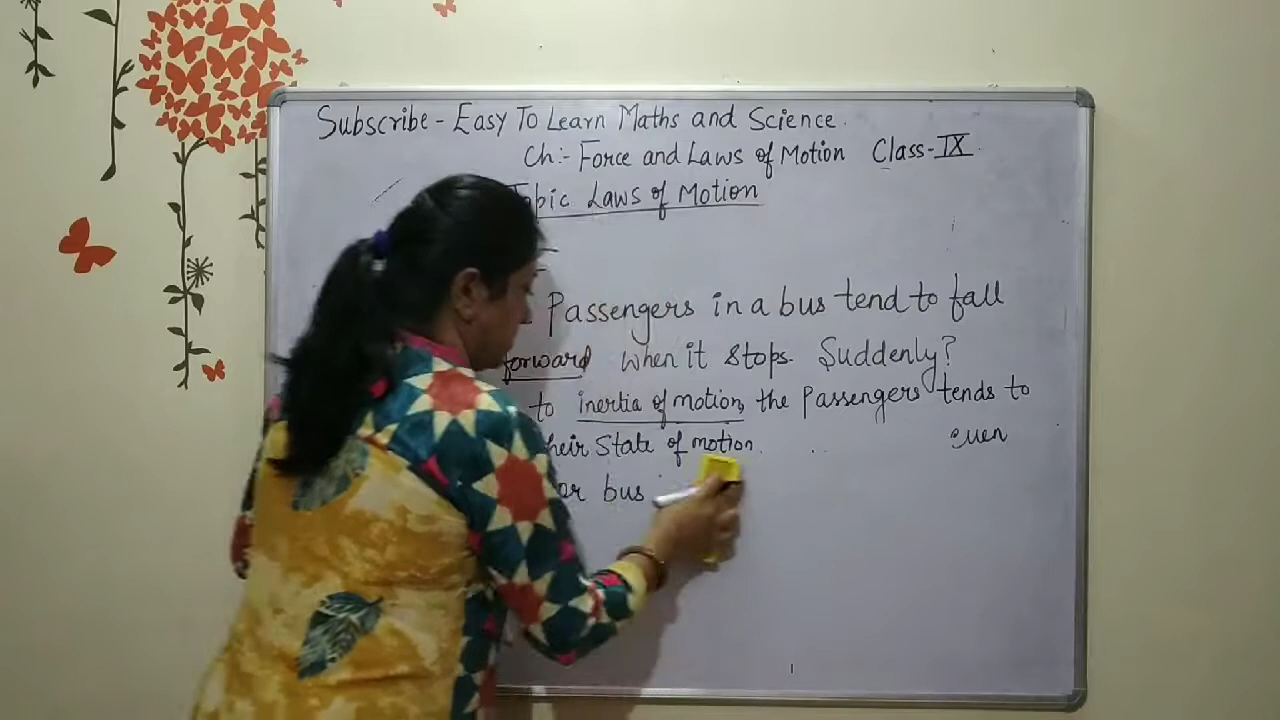 Subscribe - Easy To Learn Maths and Science.
Ch:- Force and Laws of Motion Class-IX
Topic Laws of Motion
Passengers in a bus tend to fall
forward when it stops. Suddenly?
to inertia of motion, the Passengers tends to
their State of motion. even
or bus